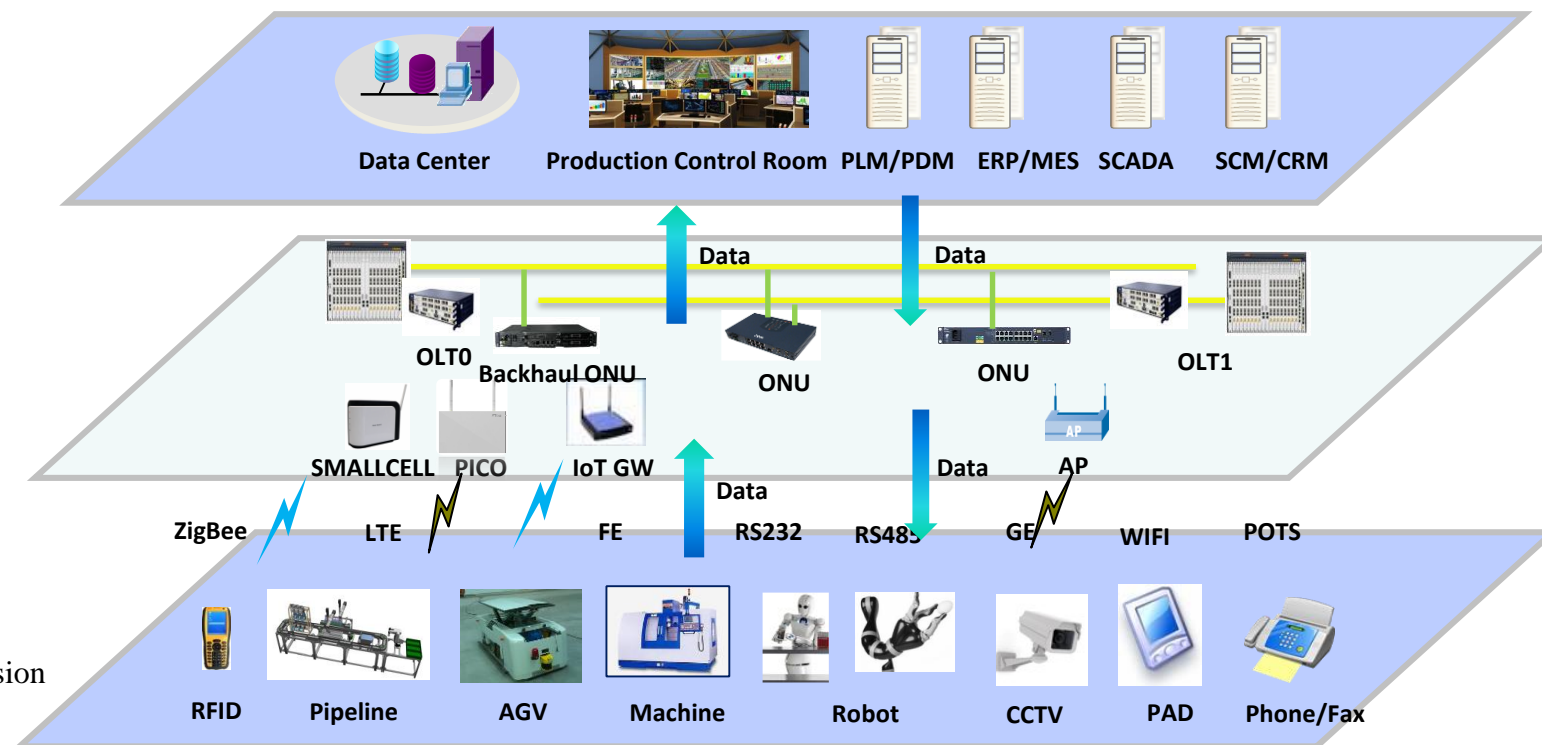 Data Center Production Control Room PLM/PDM ERP/MES SCADA SCM/CRM
Data Data
OLT0 Backhaul ONU ONU ONU OLT1
AP
SMALLCELL PICO IoT GW Data AP
Data
ZigBee LTE FE RS232 RS485 GE WIFI POTS
sion
RFID Pipeline AGV Machine Robot CCTV PAD Phone/Fax